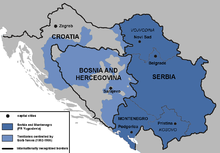 Zagreb
CROATIA
VOJVODINA
Novi Sad
BOSNIA AND
HERCEGOVINA
Belgrade
SERBIA
Sarajevo
MONTENEGRO
Podgorica
Prishtina
KOSOVO
capital cities
Serbia and Montenegro
(FR Yugoslavia)
Territories controlled by
Serb forces (1992-1995)
internationally recognized borders